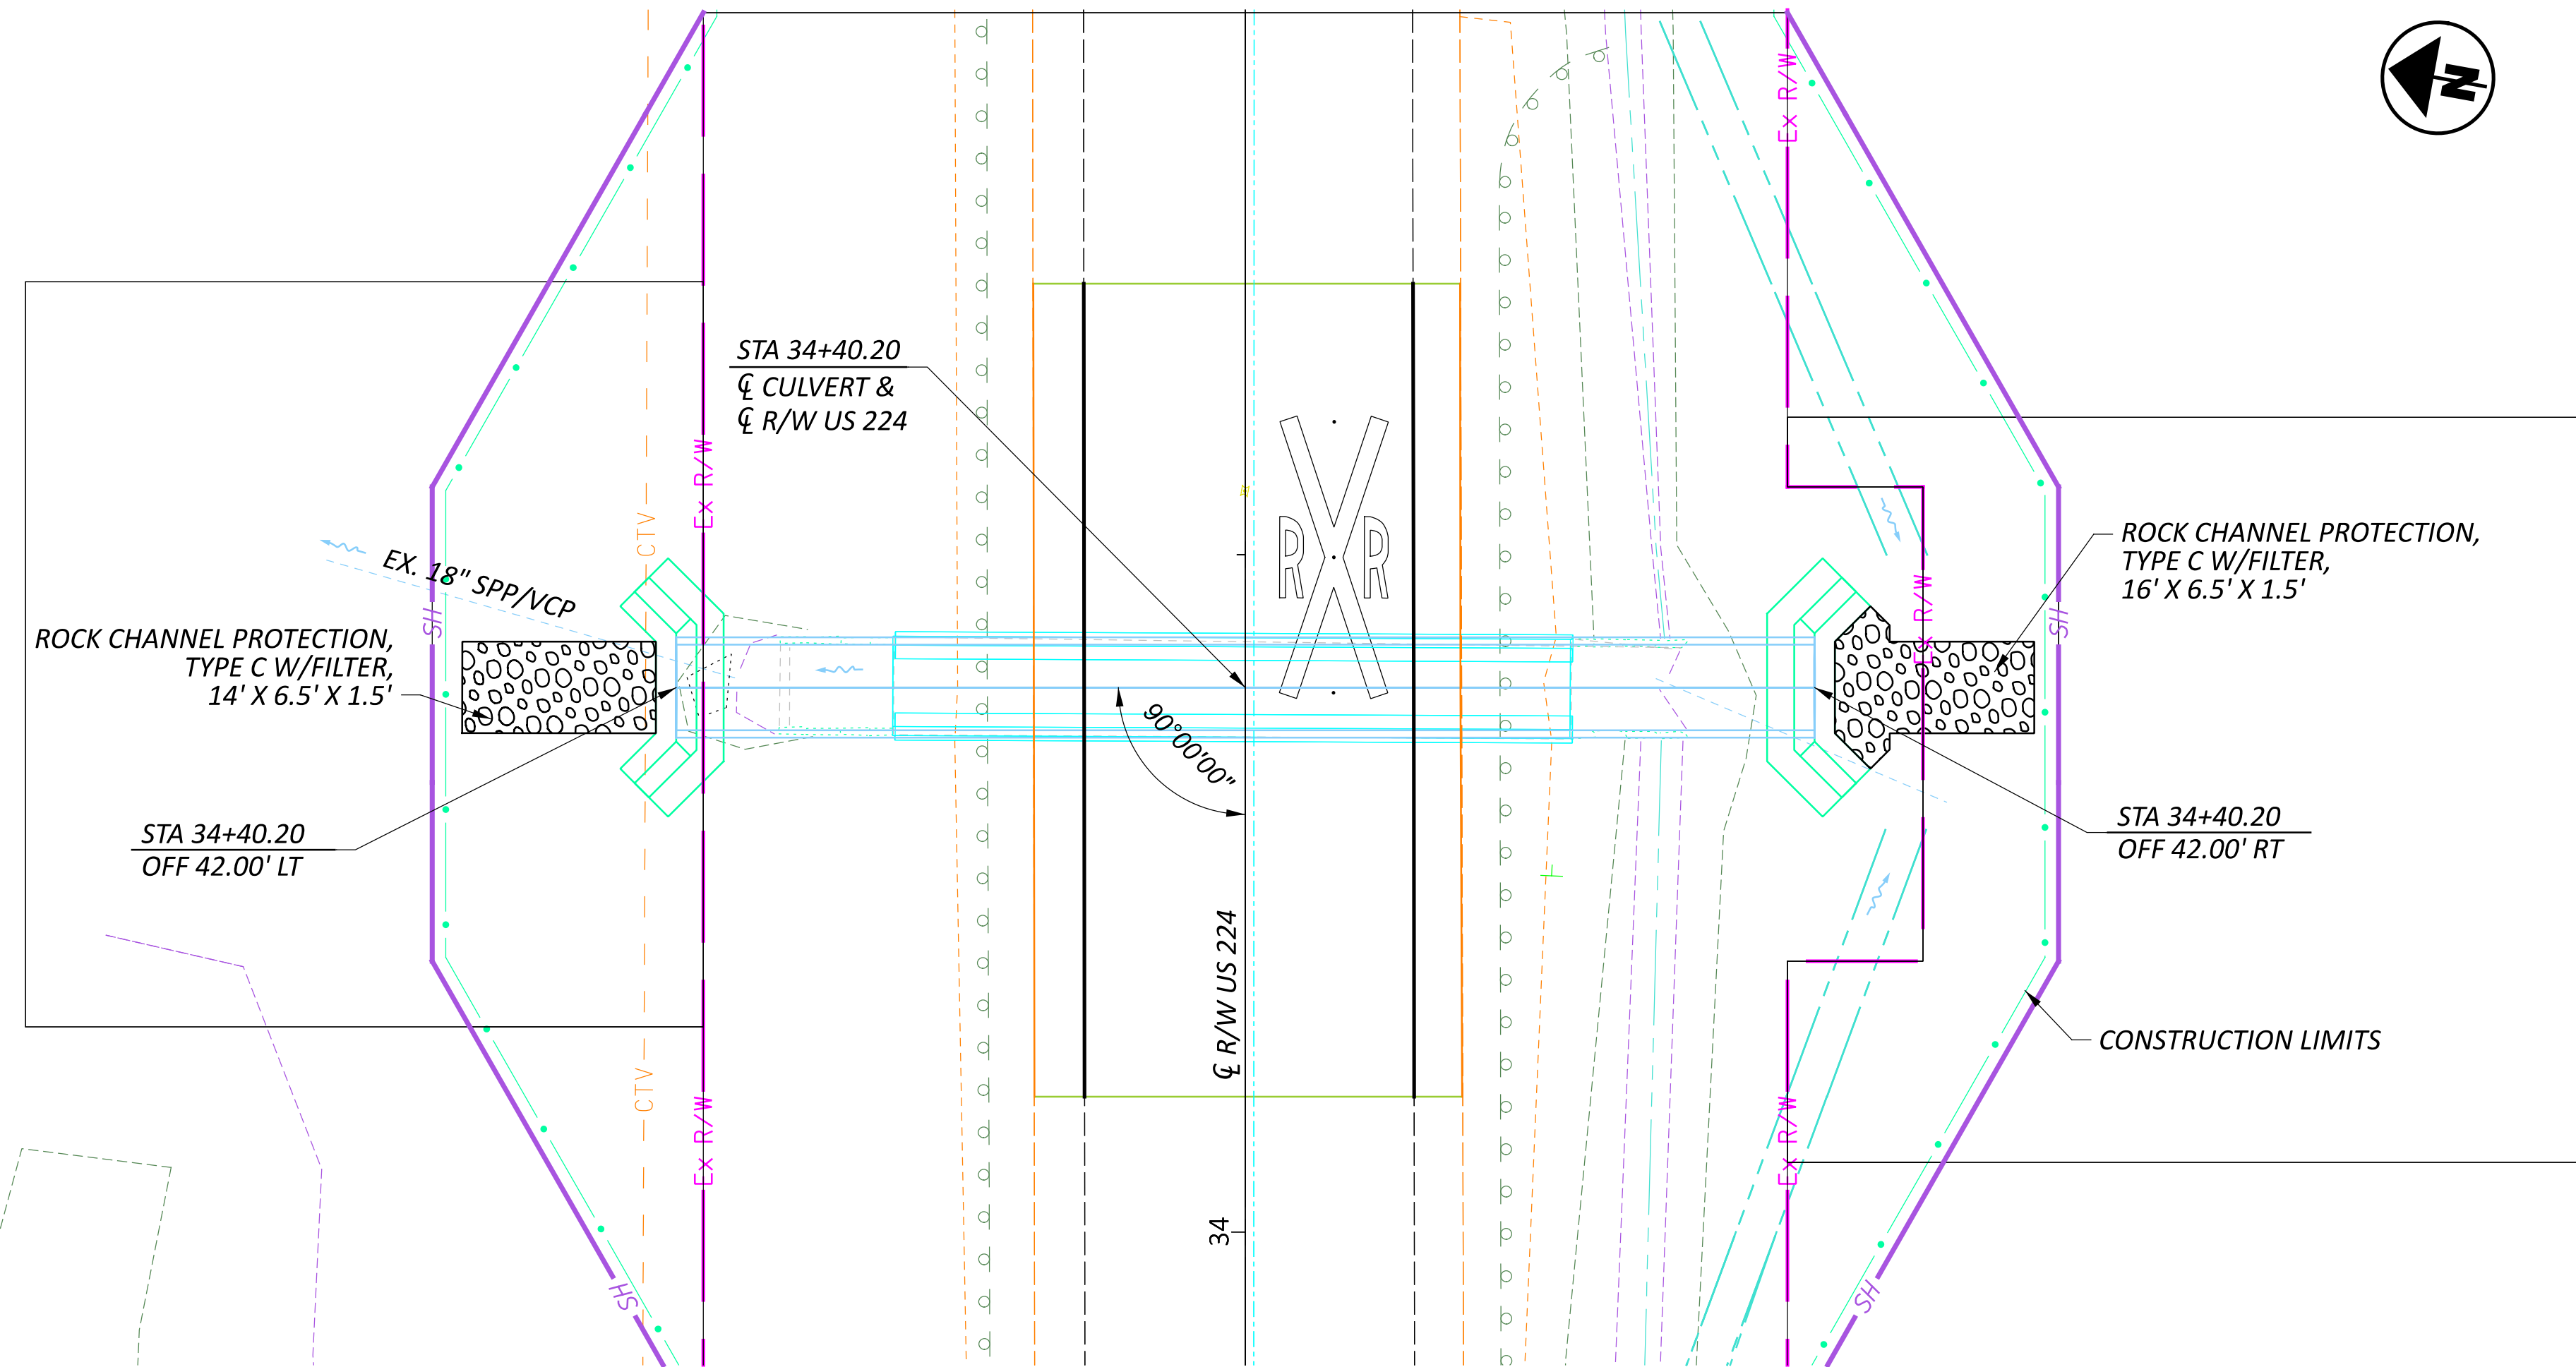 N
Ex R/W
STA 34+40.20
℄ CULVERT &
℄ R/W US 224
Ex R/W
CTV
R X R
EX. 18" SPP/VCP
SH
ROCK CHANNEL PROTECTION,
TYPE C W/FILTER,
14' X 6.5' X 1.5'
ROCK CHANNEL PROTECTION,
TYPE C W/FILTER,
16' X 6.5' X 1.5'
Ex R/W
SH
90°00'00"
STA 34+40.20
OFF 42.00' LT
STA 34+40.20
OFF 42.00' RT
℄ R/W US 224
CONSTRUCTION LIMITS
CTV
Ex R/W
Ex R/W
34
SH
SH